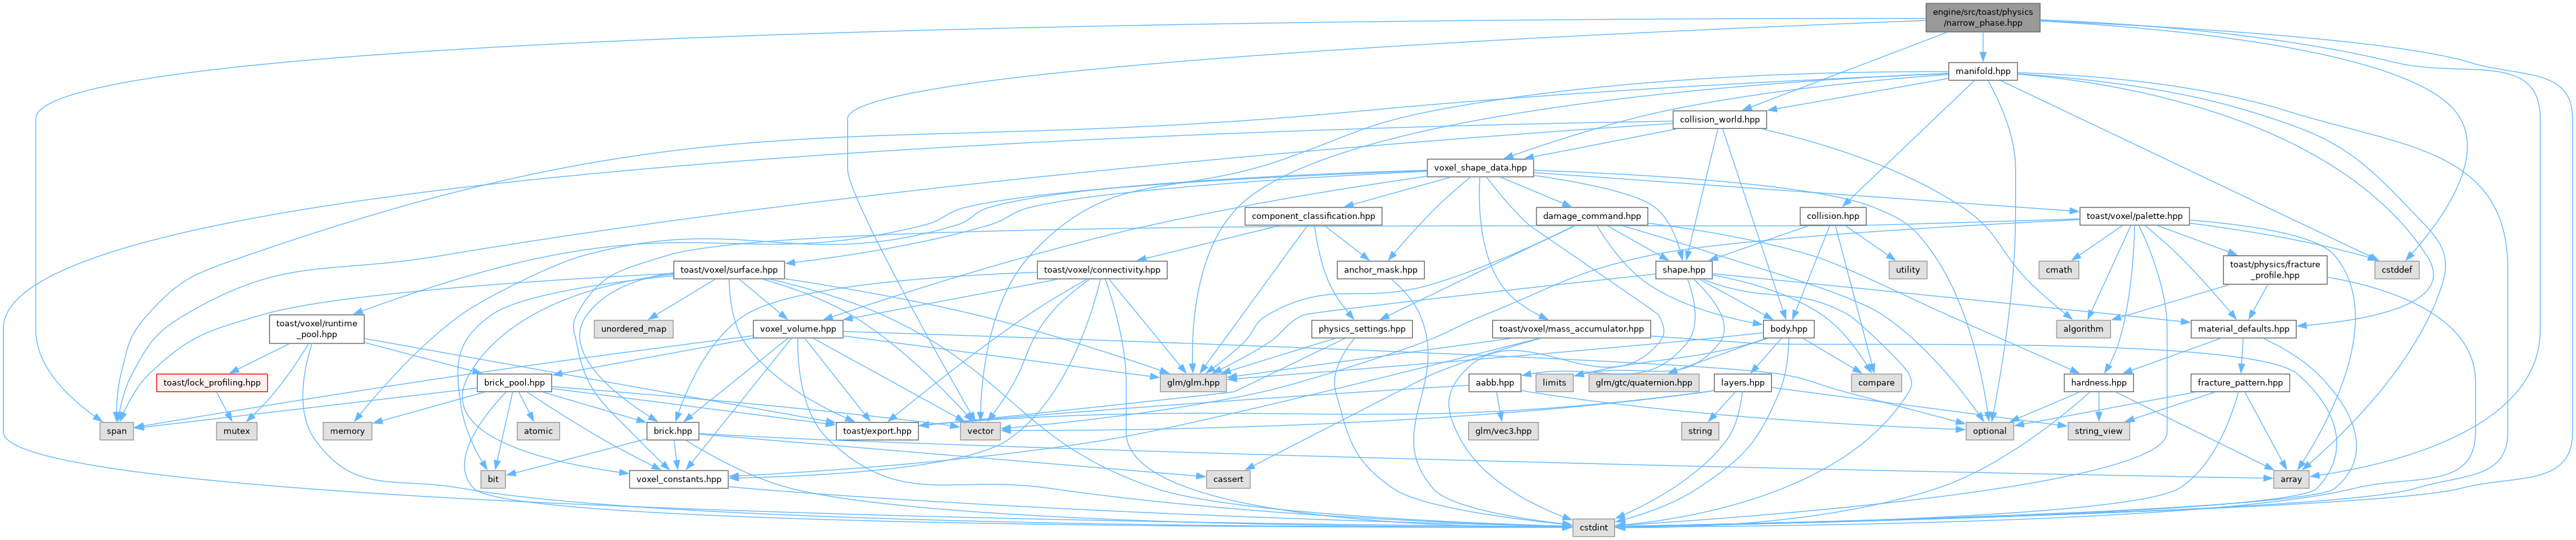 engine/src/toast/physics
/narrow_phase.hpp
manifold.hpp
collision_world.hpp
voxel_shape_data.hpp
component_classification.hpp
damage_command.hpp
collision.hpp
toast/voxel/palette.hpp
toast/voxel/surface.hpp
toast/voxel/connectivity.hpp
anchor_mask.hpp
shape.hpp
utility
cmath
toast/physics/fracture
_profile.hpp
cstddef
toast/voxel/runtime
_pool.hpp
unordered_map
voxel_volume.hpp
physics_settings.hpp
toast/voxel/mass_accumulator.hpp
body.hpp
algorithm
material_defaults.hpp
toast/lock_profiling.hpp
brick_pool.hpp
glm/glm.hpp
aabb.hpp
limits
glm/gtc/quaternion.hpp
layers.hpp
compare
hardness.hpp
fracture_pattern.hpp
span
mutex
memory
atomic
brick.hpp
toast/export.hpp
vector
glm/vec3.hpp
string
optional
string_view
bit
voxel_constants.hpp
cassert
array
cstdint